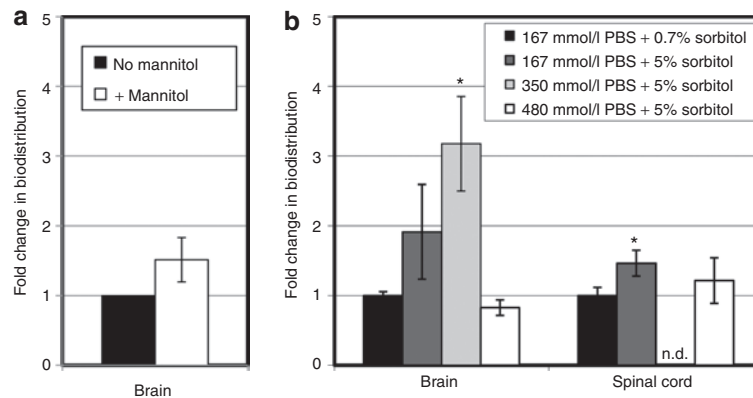 a
Fold change in biodistribution
5
4
3
2
1
0
No mannitol
+ Mannitol
Brain
b
Fold change in biodistribution
5
4
3
2
1
0
167 mmol/l PBS + 0.7% sorbitol
167 mmol/l PBS + 5% sorbitol
350 mmol/l PBS + 5% sorbitol
480 mmol/l PBS + 5% sorbitol
*
*
n.d.
Brain
Spinal cord